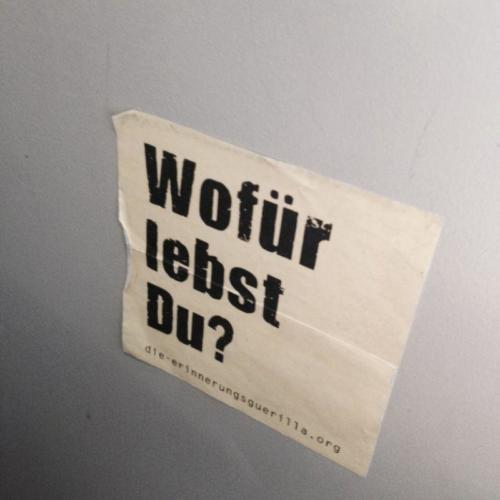 Wofür
lebst
Du?
die-erinnerungsguerilla.org